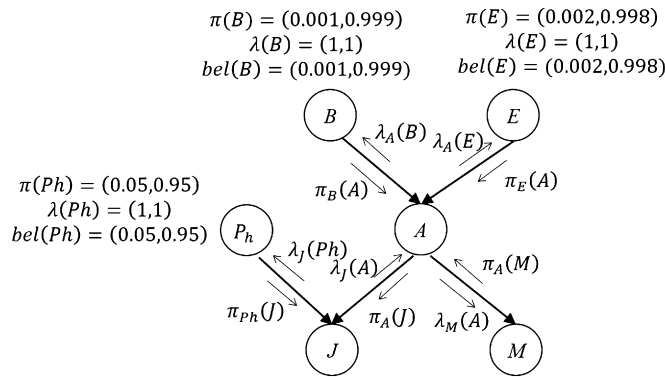 π(B) = (0.001,0.999)
λ(B) = (1,1)
bel(B) = (0.001,0.999)
π(E) = (0.002,0.998)
λ(E) = (1,1)
bel(E) = (0.002,0.998)
B
E
λ_A(B)
λ_A(E)
π_B(A)
π_E(A)
π(Ph) = (0.05,0.95)
λ(Ph) = (1,1)
bel(Ph) = (0.05,0.95)
P_h
A
λ_J(Ph)
λ_J(A)
π_A(M)
π_Ph(J)
π_A(J)
λ_M(A)
J
M